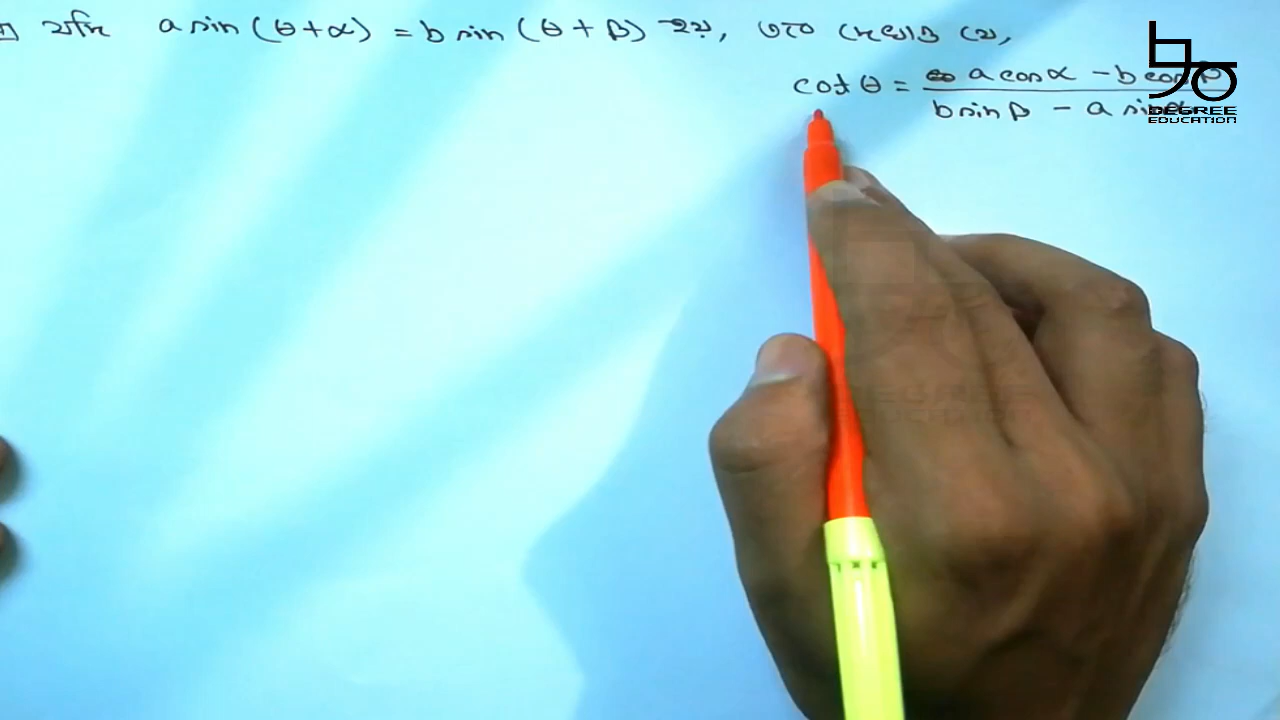 যদি a sin (θ+α) = b sin (θ + β) হয়, তবে দেখাও যে,
cot θ = a cos α - b cos β / b sin β - a sin α
DEGREE
EDUCATION